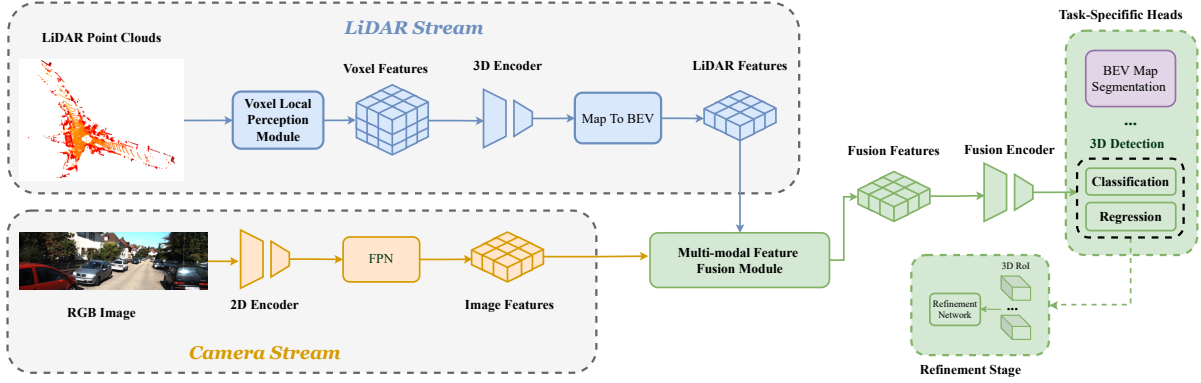 LiDAR Stream
LiDAR Point Clouds
Voxel Local
Perception
Module
Voxel Features
3D Encoder
Map To BEV
LiDAR Features
RGB Image
2D Encoder
FPN
Image Features
Camera Stream
Multi-modal Feature
Fusion Module
Fusion Features
Fusion Encoder
Task-Specifific Heads
BEV Map
Segmentation
...
3D Detection
Classification
Regression
3D RoI
Refinement
Network
...
Refinement Stage